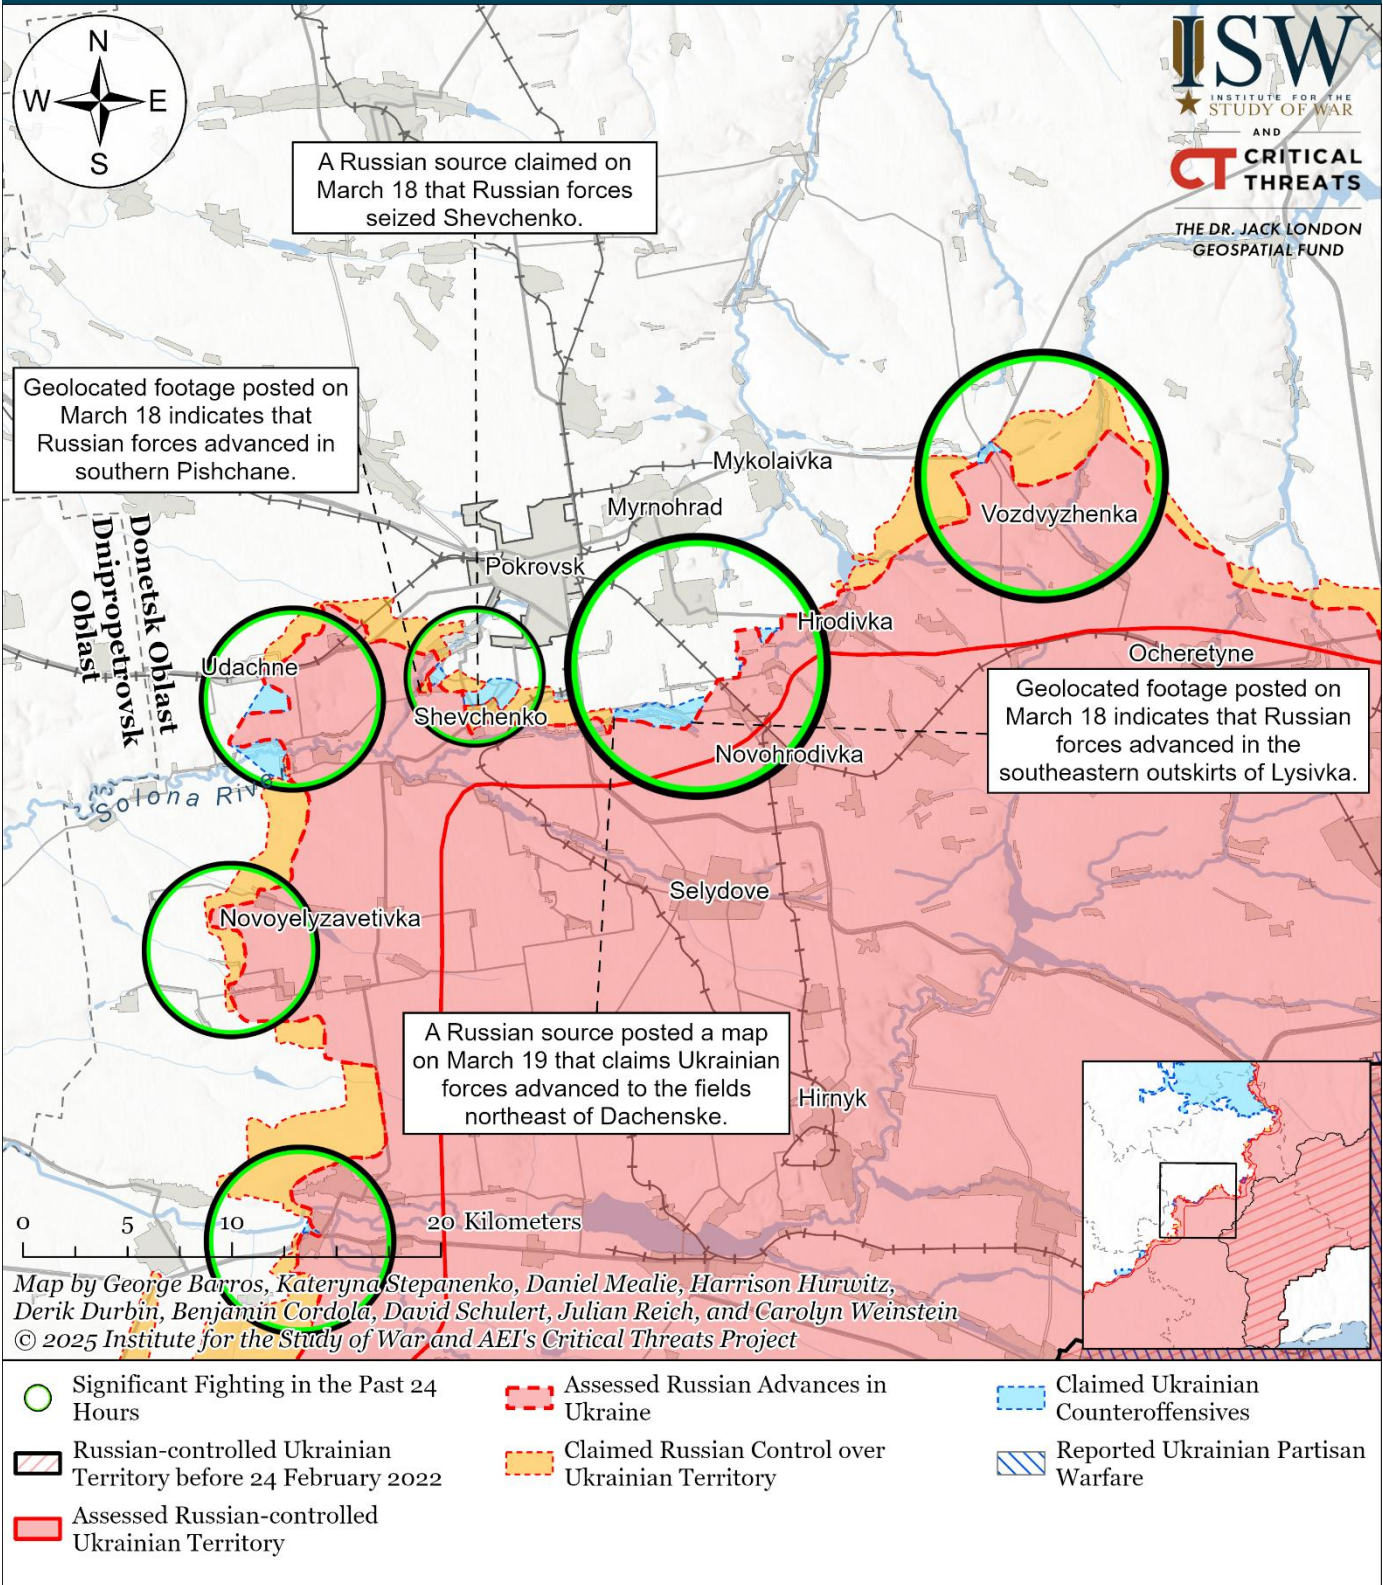 N
W
E
S
ISW
INSTITUTE FOR THE
STUDY OF WAR
AND
CT CRITICAL
THREATS
THE DR. JACK LONDON
GEOSPATIAL FUND
A Russian source claimed on
March 18 that Russian forces
seized Shevchenko.
Geolocated footage posted on
March 18 indicates that
Russian forces advanced in
southern Pishchane.
Mykolaivka
Myrnohrad
Vozdvyzhenka
Pokrovsk
Donetsk Oblast
Dnipropetrovsk
Oblast
Hrodivka
Udachne
Ocheretyne
Shevchenko
Geolocated footage posted on
March 18 indicates that Russian
forces advanced in the
southeastern outskirts of Lysivka.
Novohrodivka
Solona River
Selydove
Novoyelyzavetivka
A Russian source posted a map
on March 19 that claims Ukrainian
forces advanced to the fields
northeast of Dachenske.
Hirnyk
0 5 10 20 Kilometers
Map by George Barros, Kateryna Stepanenko, Daniel Mealie, Harrison Hurwitz,
Derik Durbin, Benjamin Cordola, David Schulert, Julian Reich, and Carolyn Weinstein
© 2025 Institute for the Study of War and AEI's Critical Threats Project
Significant Fighting in the Past 24
Hours
Russian-controlled Ukrainian
Territory before 24 February 2022
Assessed Russian-controlled
Ukrainian Territory
Assessed Russian Advances in
Ukraine
Claimed Russian Control over
Ukrainian Territory
Claimed Ukrainian
Counteroffensives
Reported Ukrainian Partisan
Warfare